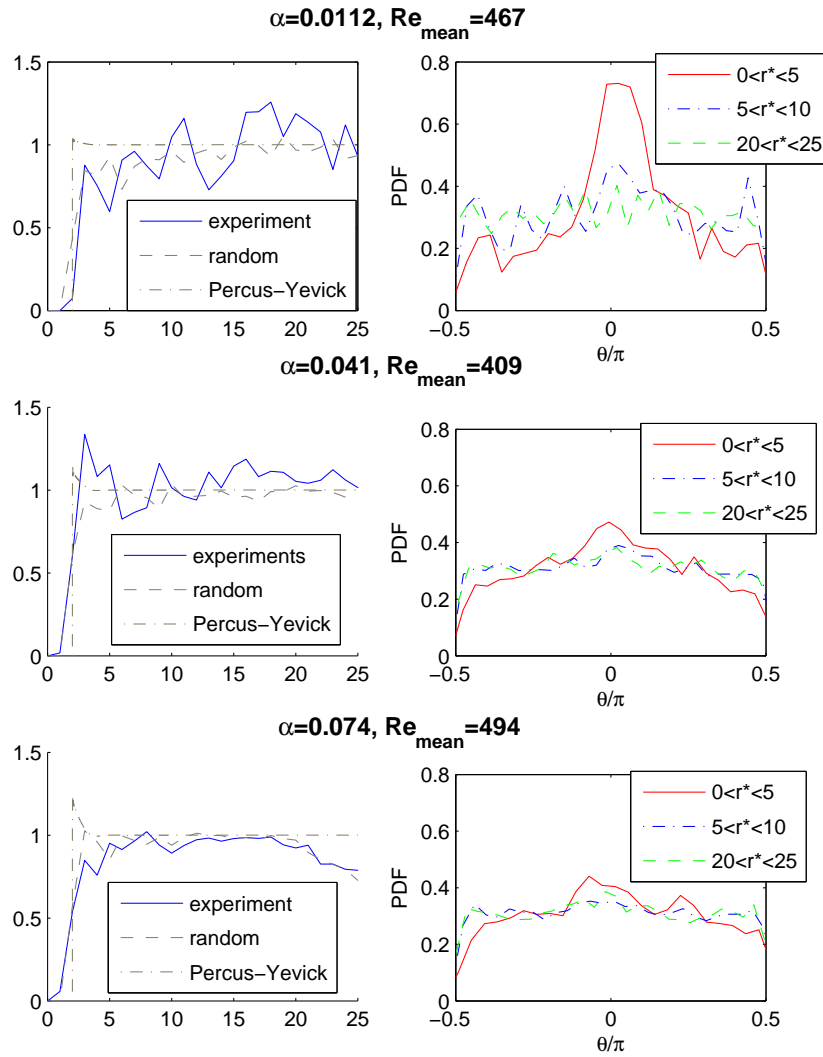 α=0.0112, Re_mean=467
1.5
1
0.5
0
0 5 10 15 20 25
experiment
random
Percus−Yevick
0.8
0.6
0.4
0.2
0
PDF
−0.5 0 0.5
θ/π
0<r*<5
5<r*<10
20<r*<25
α=0.041, Re_mean=409
1.5
1
0.5
0
0 5 10 15 20 25
experiments
random
Percus−Yevick
0.8
0.6
0.4
0.2
0
PDF
−0.5 0 0.5
θ/π
0<r*<5
5<r*<10
20<r*<25
α=0.074, Re_mean=494
1.5
1
0.5
0
0 5 10 15 20 25
experiment
random
Percus−Yevick
0.8
0.6
0.4
0.2
0
PDF
−0.5 0 0.5
θ/π
0<r*<5
5<r*<10
20<r*<25